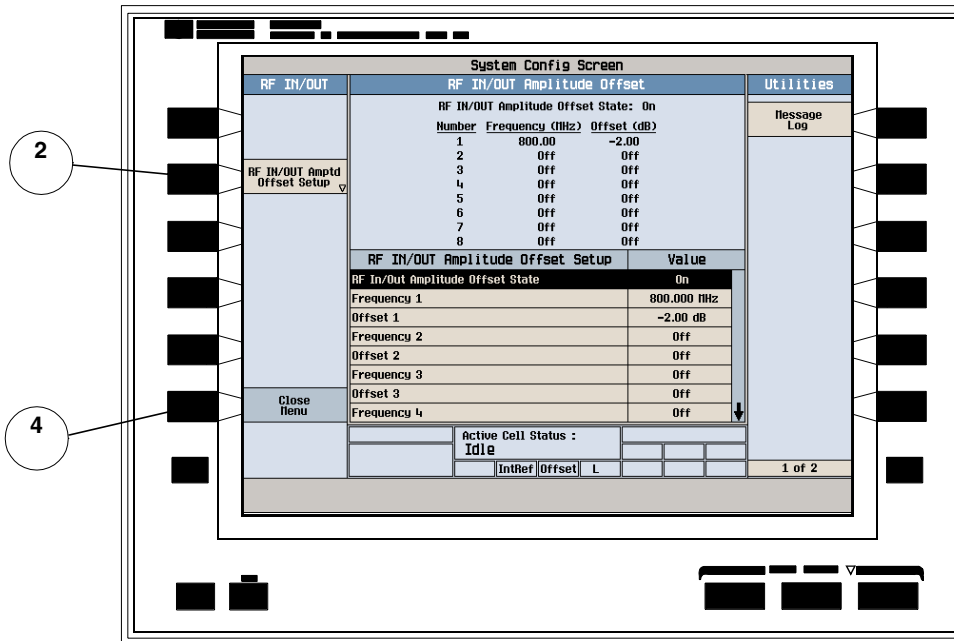 System Config Screen
RF IN/OUT
RF IN/OUT Amplitude Offset
Utilities
RF IN/OUT Amplitude Offset State: On
Number Frequency (MHz) Offset (dB)
1 800.00 -2.00
2 Off Off
3 Off Off
4 Off Off
5 Off Off
6 Off Off
7 Off Off
8 Off Off
Message
Log
2
RF IN/OUT Amptd
Offset Setup
RF IN/OUT Amplitude Offset Setup Value
RF In/Out Amplitude Offset State On
Frequency 1 800.000 MHz
Offset 1 -2.00 dB
Frequency 2 Off
Offset 2 Off
Frequency 3 Off
Offset 3 Off
Frequency 4 Off
4
Close
Menu
Active Cell Status :
Idle
IntRef Offset L
1 of 2